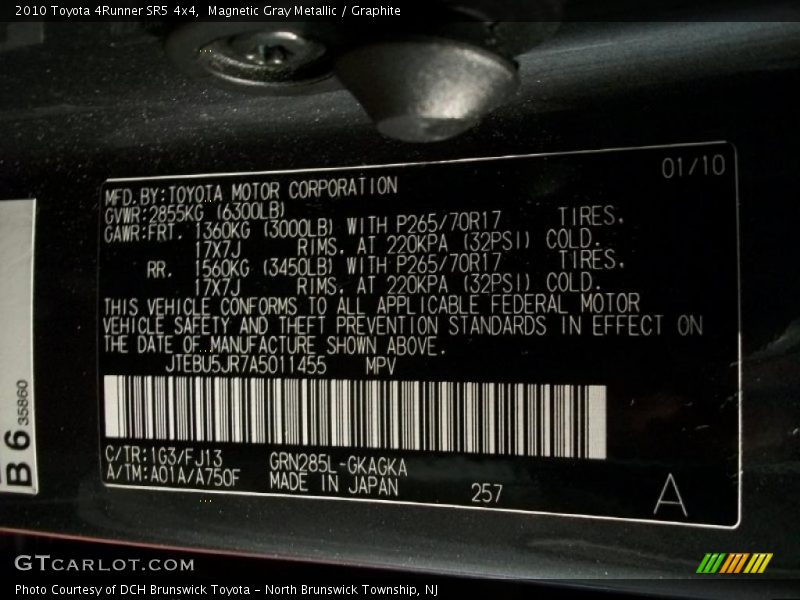 2010 Toyota 4Runner SR5 4x4, Magnetic Gray Metallic / Graphite
01/10
MFD.BY:TOYOTA MOTOR CORPORATION
GVWR:2855KG (6300LB)
GAWR:FRT. 1360KG (3000LB) WITH P265/70R17 TIRES.
17X7J RIMS. AT 220KPA (32PSI) COLD.
RR. 1560KG (3450LB) WITH P265/70R17 TIRES.
17X7J RIMS. AT 220KPA (32PSI) COLD.
THIS VEHICLE CONFORMS TO ALL APPLICABLE FEDERAL MOTOR
VEHICLE SAFETY AND THEFT PREVENTION STANDARDS IN EFFECT ON
THE DATE OF MANUFACTURE SHOWN ABOVE.
JTEBU5JR7A5011455 MPV
C/TR:1G3/FJ13 GRN285L-GKAGKA
A/TM:A01A/A750F MADE IN JAPAN 257 A
B6 35860
GTCARLOT.COM
Photo Courtesy of DCH Brunswick Toyota - North Brunswick Township, NJ